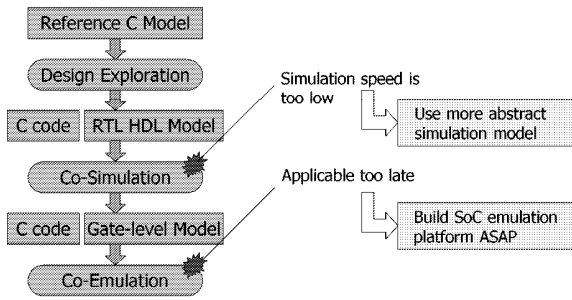 Reference C Model
Design Exploration
Simulation speed is
too low
C code
RTL HDL Model
Use more abstract
simulation model
Co-Simulation
Applicable too late
C code
Gate-level Model
Build SoC emulation
platform ASAP
Co-Emulation